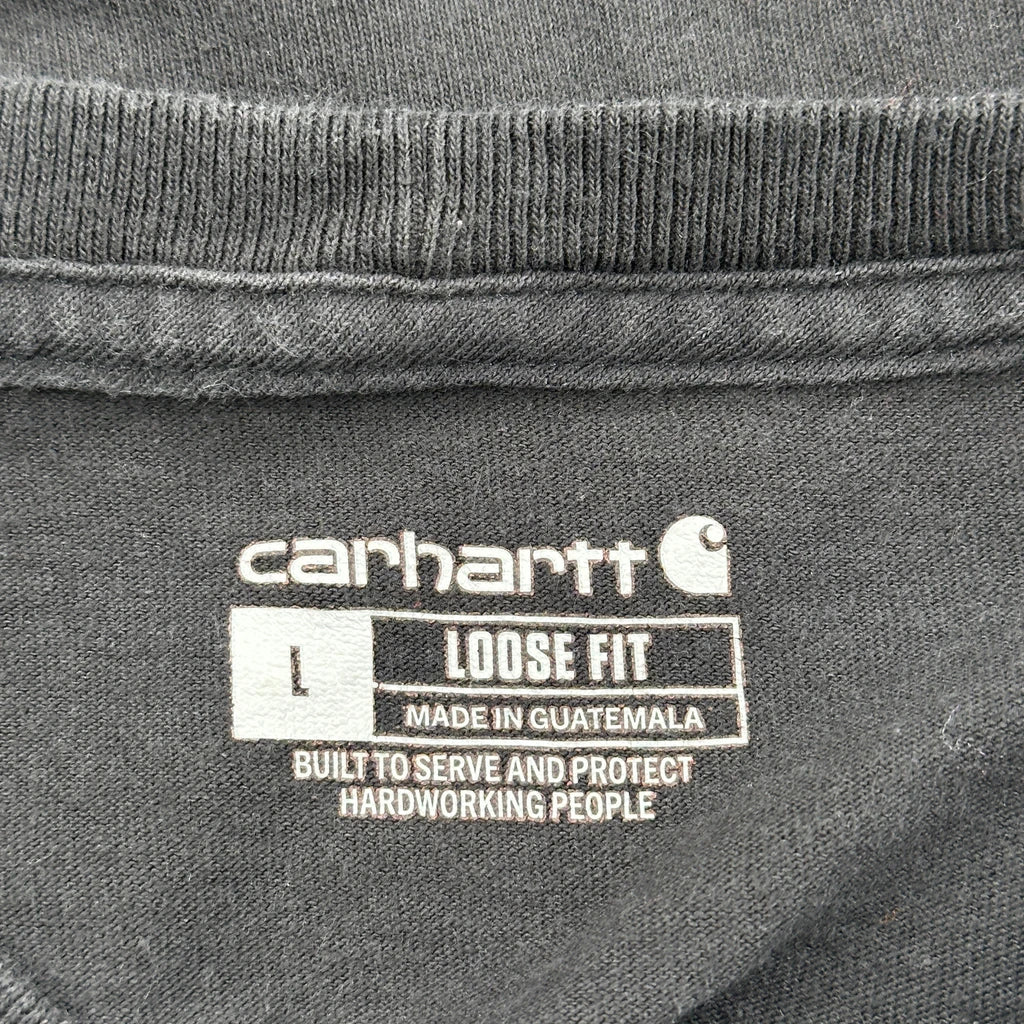 carhartt
L
LOOSE FIT
MADE IN GUATEMALA
BUILT TO SERVE AND PROTECT
HARDWORKING PEOPLE